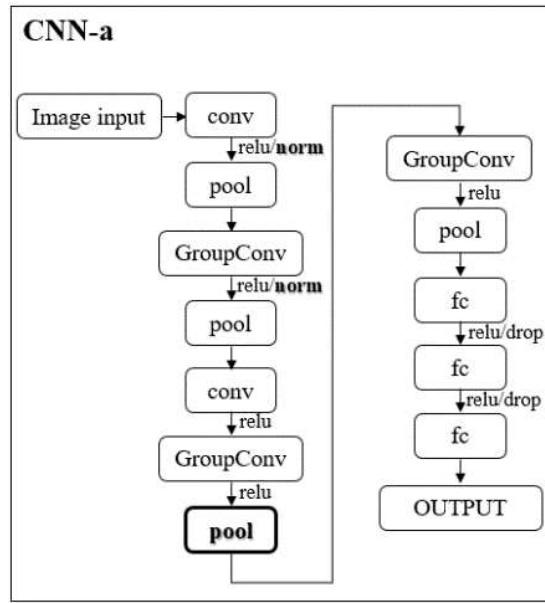 CNN-a
Image input
conv
relu/norm
pool
GroupConv
relu/norm
pool
conv
relu
GroupConv
relu
pool
GroupConv
relu
pool
fc
relu/drop
fc
relu/drop
fc
OUTPUT